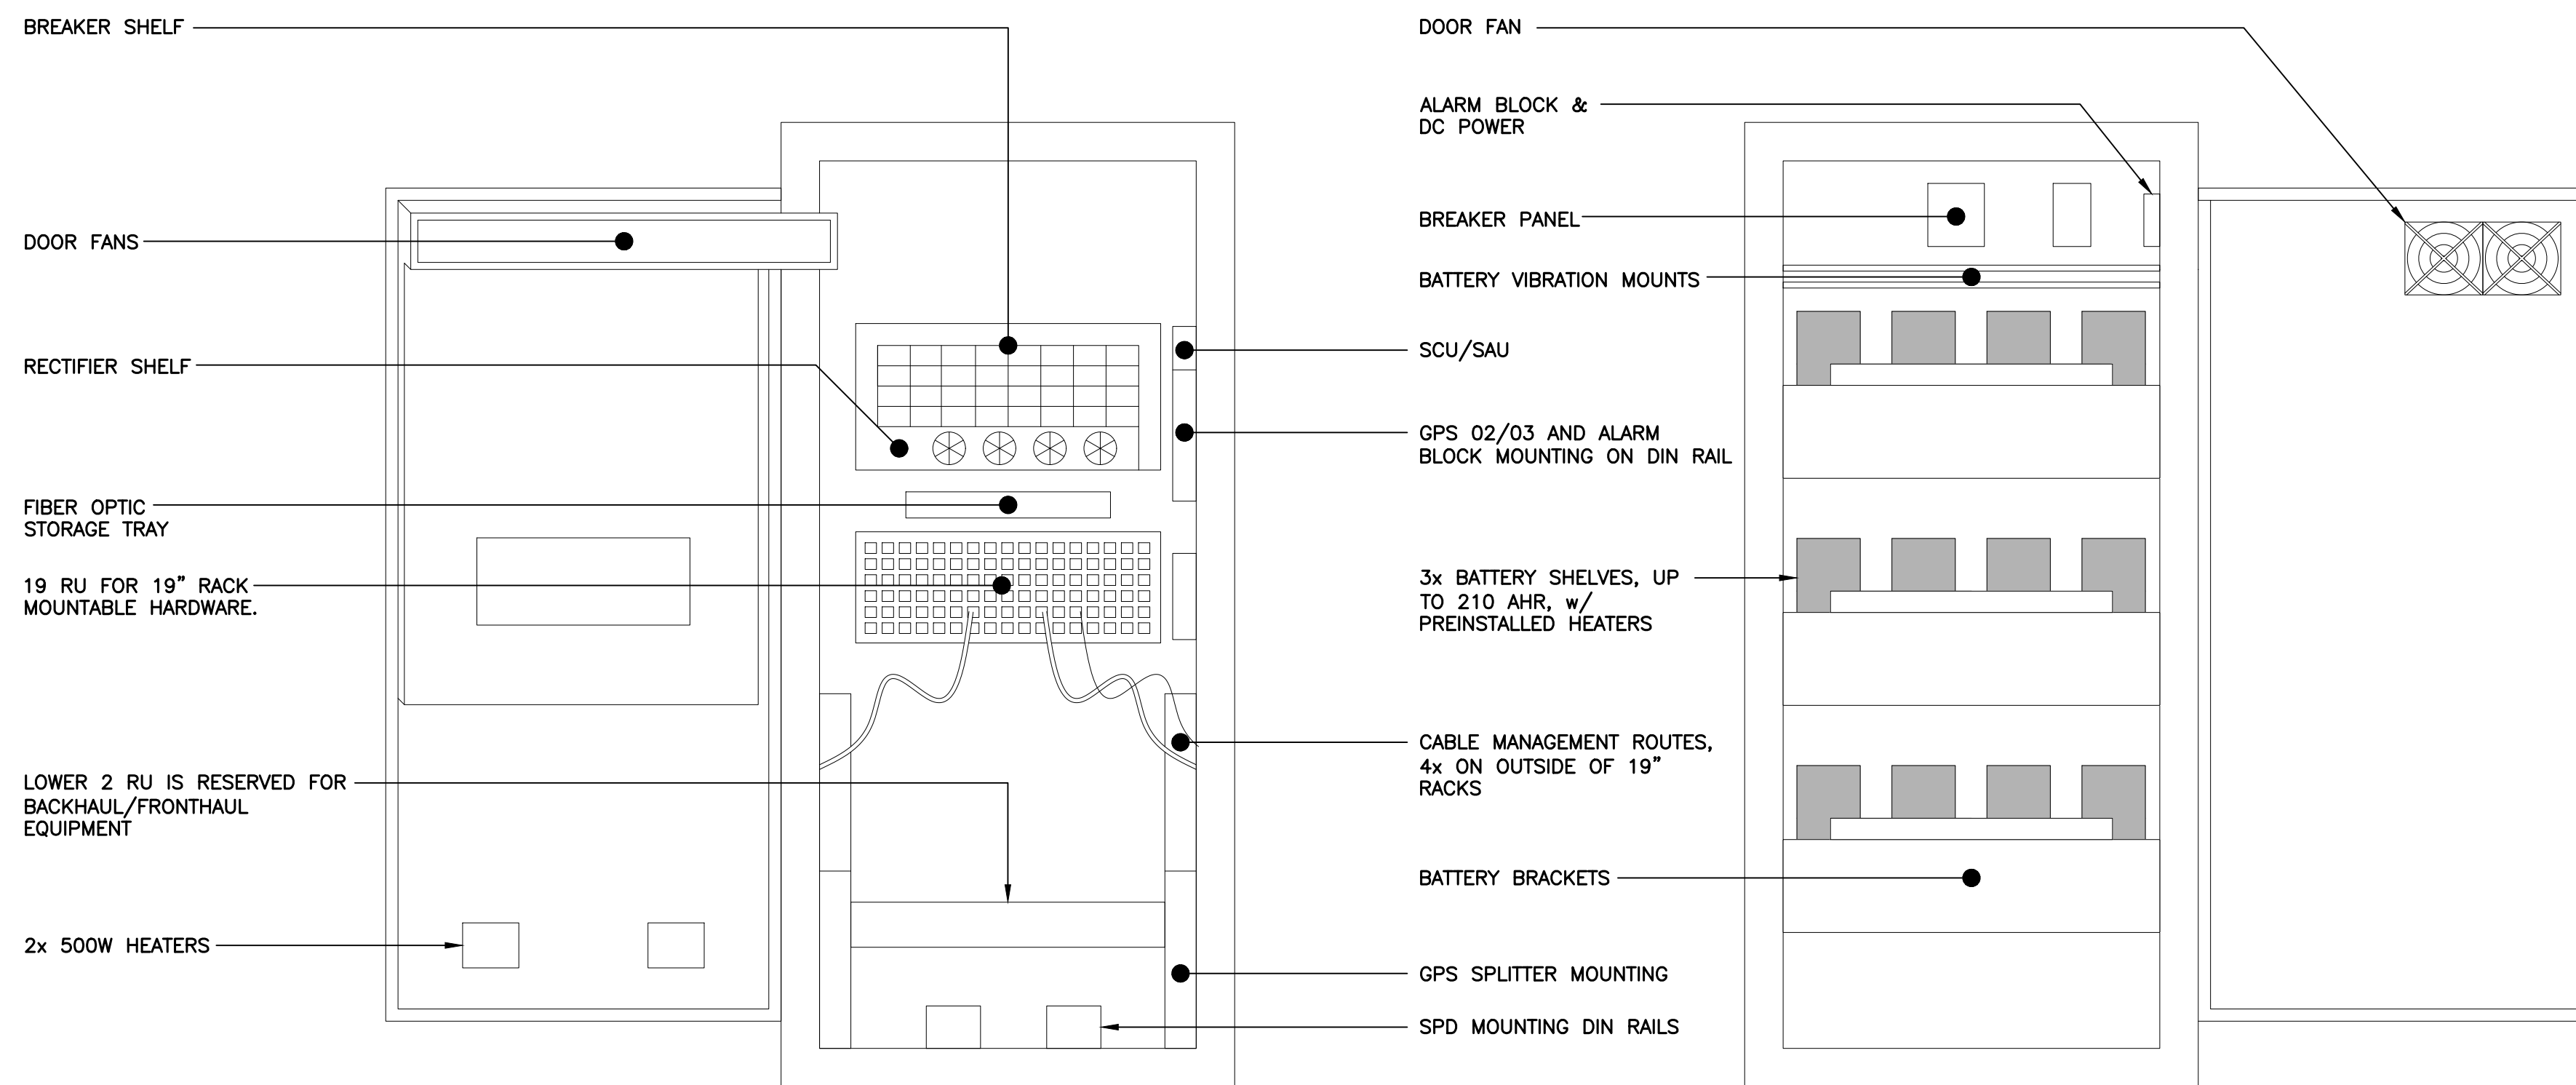 BREAKER SHELF
DOOR FANS
RECTIFIER SHELF
FIBER OPTIC
STORAGE TRAY
19 RU FOR 19" RACK
MOUNTABLE HARDWARE.
LOWER 2 RU IS RESERVED FOR
BACKHAUL/FRONTHAUL
EQUIPMENT
2x 500W HEATERS
DOOR FAN
ALARM BLOCK &
DC POWER
BREAKER PANEL
BATTERY VIBRATION MOUNTS
SCU/SAU
GPS 02/03 AND ALARM
BLOCK MOUNTING ON DIN RAIL
3x BATTERY SHELVES, UP
TO 210 AHR, w/
PREINSTALLED HEATERS
CABLE MANAGEMENT ROUTES,
4x ON OUTSIDE OF 19"
RACKS
BATTERY BRACKETS
GPS SPLITTER MOUNTING
SPD MOUNTING DIN RAILS